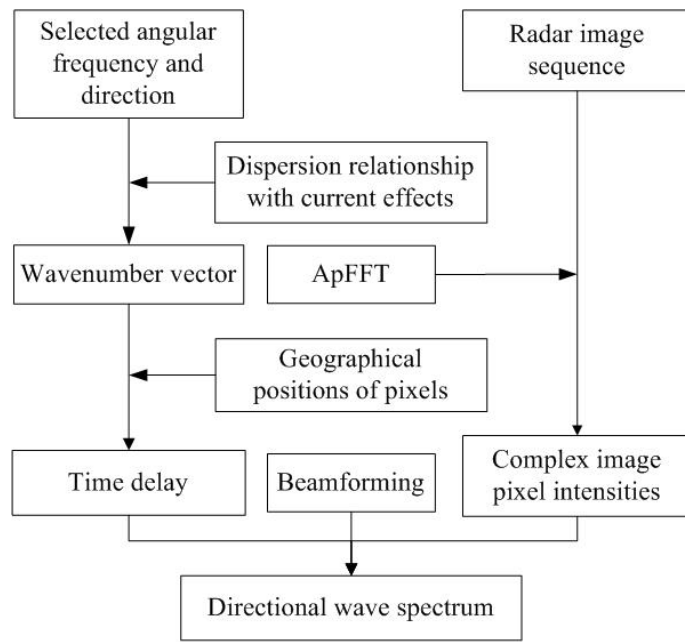 Selected angular
frequency and
direction
Radar image
sequence
Dispersion relationship
with current effects
Wavenumber vector
ApFFT
Geographical
positions of pixels
Time delay
Beamforming
Complex image
pixel intensities
Directional wave spectrum